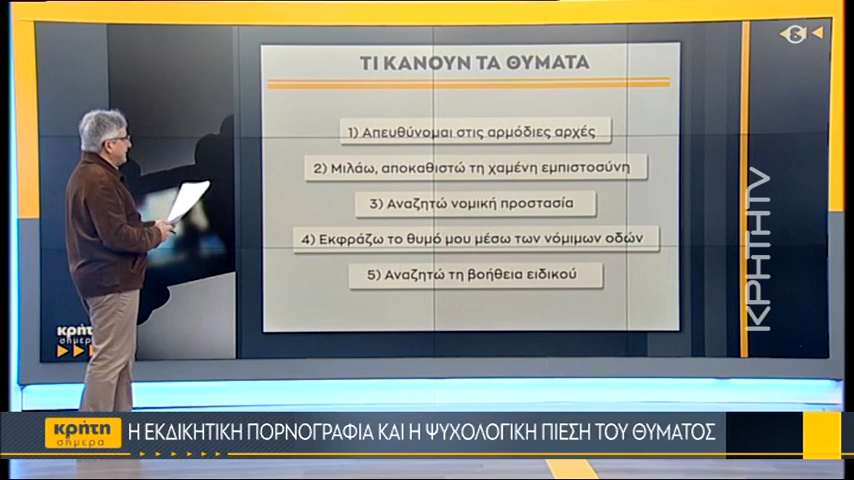 ΤΙ ΚΑΝΟΥΝ ΤΑ ΘΥΜΑΤΑ
1) Απευθύνομαι στις αρμόδιες αρχές
2) Μιλάω, αποκαθιστώ τη χαμένη εμπιστοσύνη
3) Αναζητώ νομική προστασία
4) Εκφράζω το θυμό μου μέσω των νόμιμων οδών
5) Αναζητώ τη βοήθεια ειδικού
ΚΡΗΤΗTV
κρήτη
σήμερα
κρήτη
σήμερα
Η ΕΚΔΙΚΗΤΙΚΗ ΠΟΡΝΟΓΡΑΦΙΑ ΚΑΙ Η ΨΥΧΟΛΟΓΙΚΗ ΠΙΕΣΗ ΤΟΥ ΘΥΜΑΤΟΣ